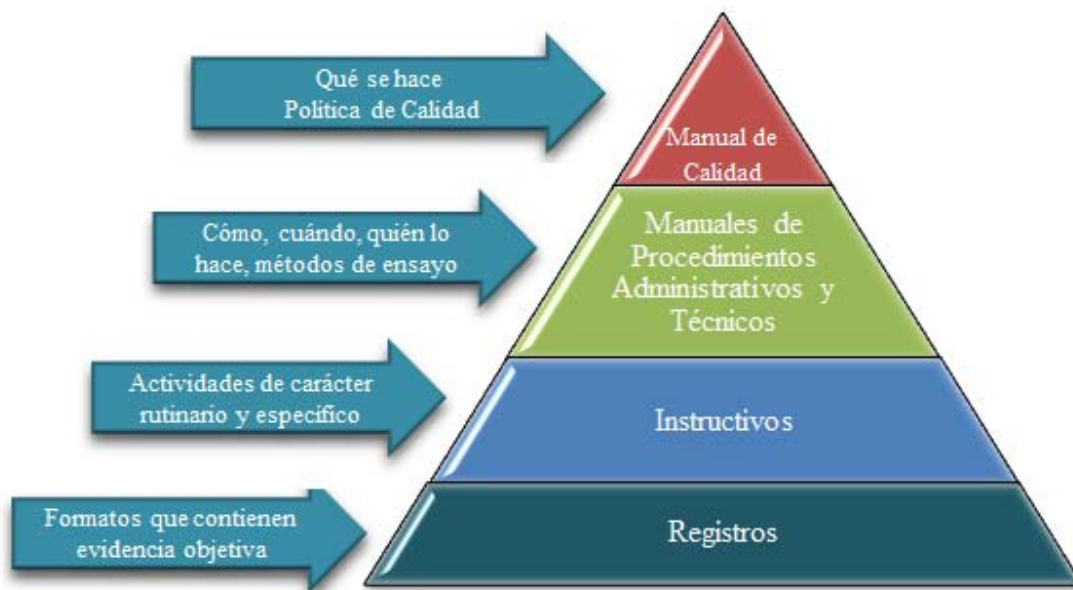 Qué se hace
Política de Calidad
Manual de
Calidad
Cómo, cuándo, quién lo
hace, métodos de ensayo
Manuales de
Procedimientos
Administrativos y
Técnicos
Actividades de carácter
rutinario y específico
Instructivos
Formatos que contienen
evidencia objetiva
Registros